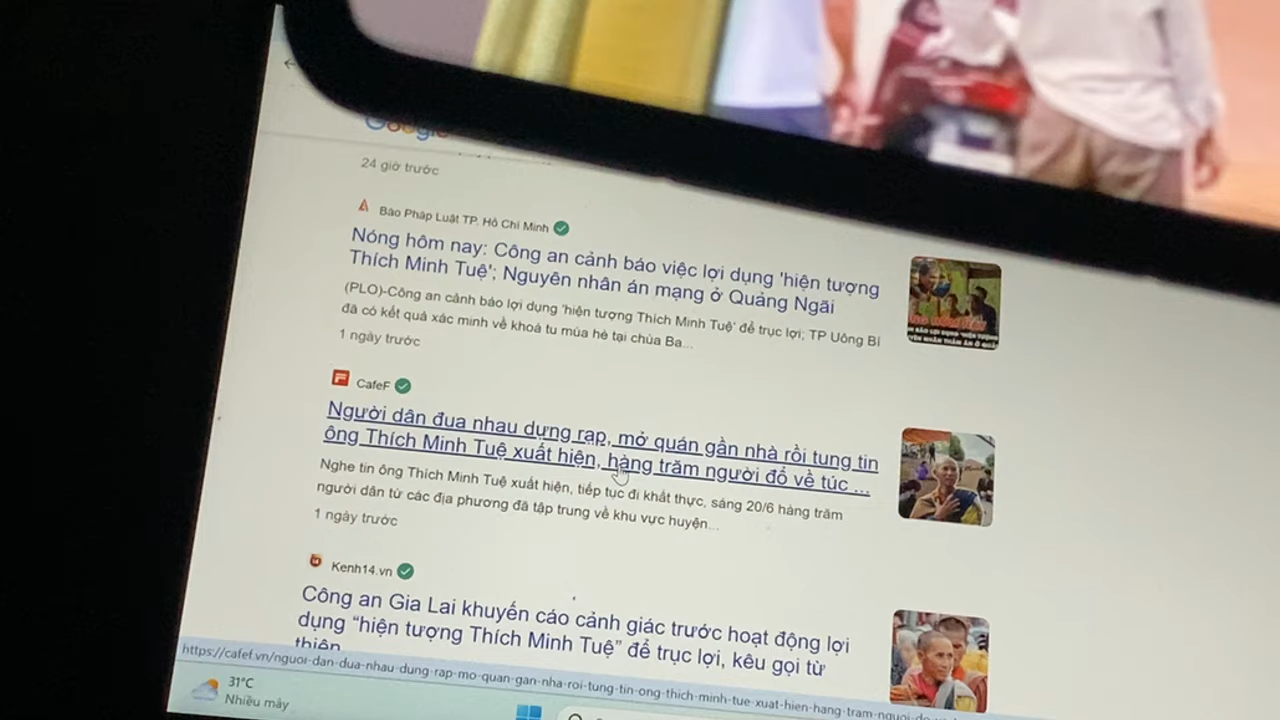 Google
24 giờ trước
Báo Pháp Luật TP. Hồ Chí Minh
Nóng hôm nay: Công an cảnh báo việc lợi dụng 'hiện tượng
Thích Minh Tuệ'; Nguyên nhân án mạng ở Quảng Ngãi
(PLO)-Công an cảnh báo lợi dụng 'hiện tượng Thích Minh Tuệ' để trục lợi; TP Uông Bí
đã có kết quả xác minh về khoá tu mùa hè tại chùa Ba...
1 ngày trước
CafeF
Người dân đua nhau dựng rạp, mở quán gần nhà rồi tung tin
ông Thích Minh Tuệ xuất hiện, hàng trăm người đổ về túc ...
Nghe tin ông Thích Minh Tuệ xuất hiện, tiếp tục đi khất thực, sáng 20/6 hàng trăm
người dân từ các địa phương đã tập trung về khu vực huyện...
1 ngày trước
Kenh14.vn
Công an Gia Lai khuyến cáo cảnh giác trước hoạt động lợi
dụng “hiện tượng Thích Minh Tuệ” để trục lợi, kêu gọi từ
thiện
https://cafef.vn/nguoi-dan-dua-nhau-dung-rap-mo-quan-gan-nha-roi-tung-tin-ong-thich-minh-tue-xuat-hien-hang-tram-nguoi-do
31°C
Nhiều mây